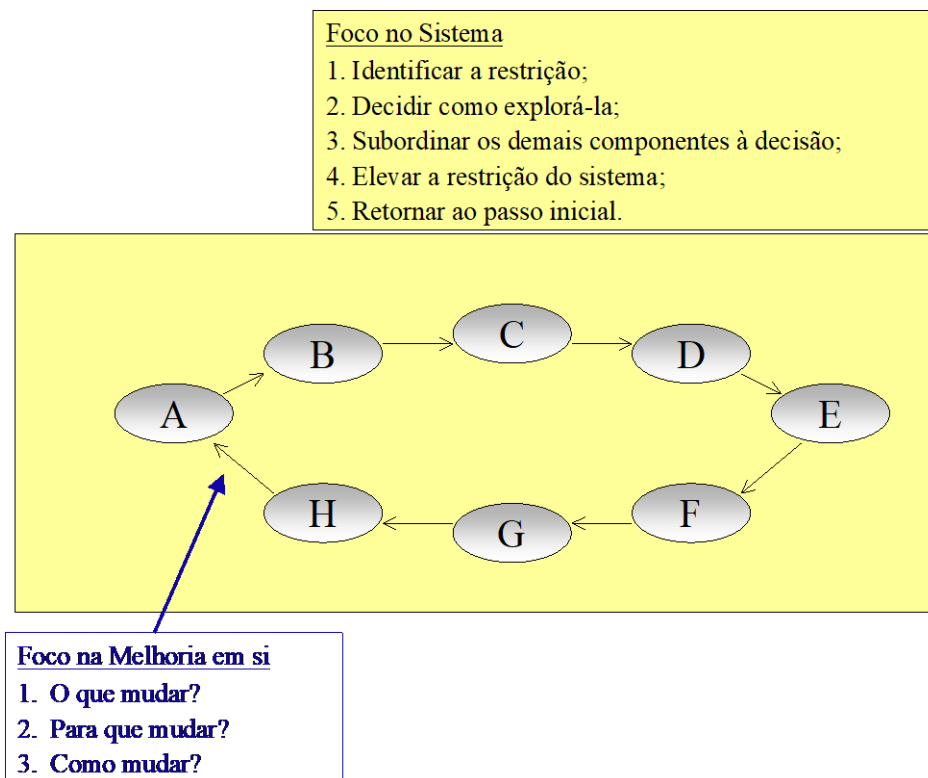 Foco no Sistema
1. Identificar a restrição;
2. Decidir como explorá-la;
3. Subordinar os demais componentes à decisão;
4. Elevar a restrição do sistema;
5. Retornar ao passo inicial.
A
B
C
D
E
F
G
H
Foco na Melhoria em si
1. O que mudar?
2. Para que mudar?
3. Como mudar?